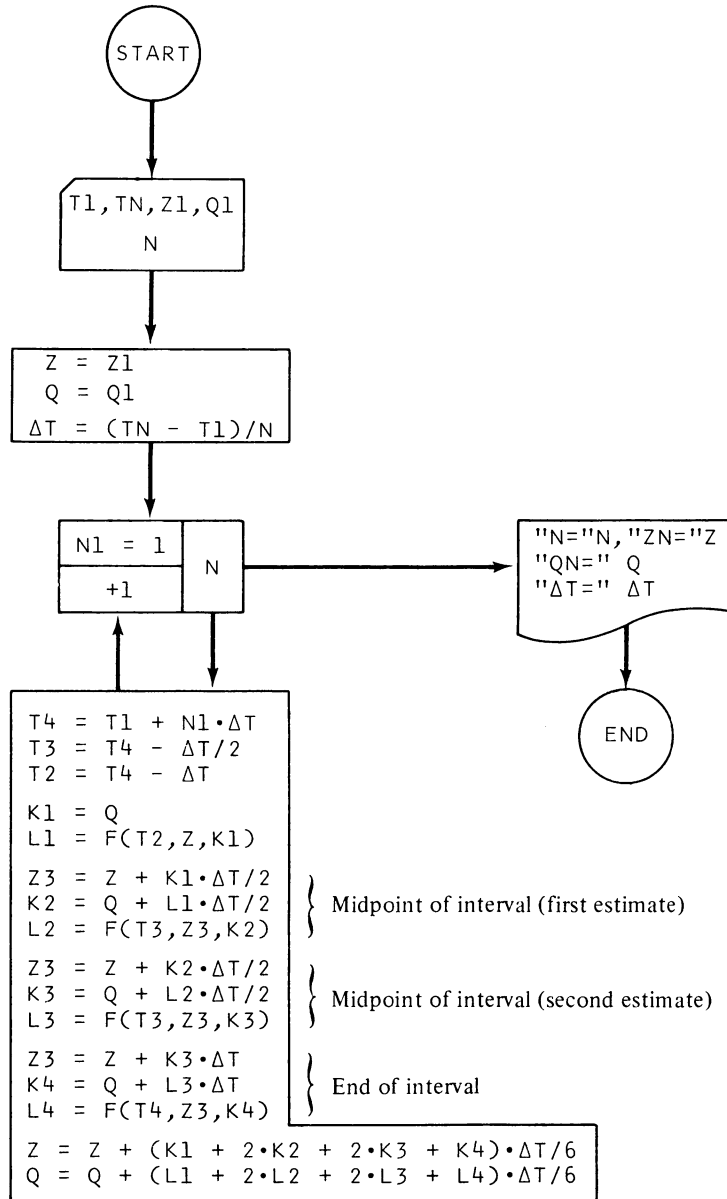 START
T1,TN,Z1,Q1
N
Z = Z1
Q = Q1
ΔT = (TN - T1)/N
N1 = 1
+1
N
"N="N,"ZN="Z
"QN=" Q
"ΔT=" ΔT
END
T4 = T1 + N1·ΔT
T3 = T4 - ΔT/2
T2 = T4 - ΔT
K1 = Q
L1 = F(T2,Z,K1)
Z3 = Z + K1·ΔT/2
K2 = Q + L1·ΔT/2
L2 = F(T3,Z3,K2)
Midpoint of interval (first estimate)
Z3 = Z + K2·ΔT/2
K3 = Q + L2·ΔT/2
L3 = F(T3,Z3,K3)
Midpoint of interval (second estimate)
Z3 = Z + K3·ΔT
K4 = Q + L3·ΔT
L4 = F(T4,Z3,K4)
End of interval
Z = Z + (K1 + 2·K2 + 2·K3 + K4)·ΔT/6
Q = Q + (L1 + 2·L2 + 2·L3 + L4)·ΔT/6